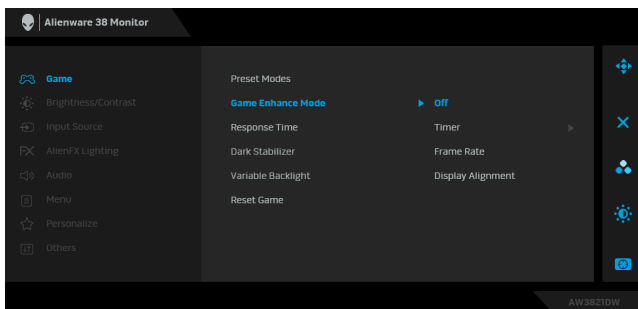 Alienware 38 Monitor
Game
Brightness/Contrast
Input Source
AlienFX Lighting
Audio
Menu
Personalize
Others
Preset Modes
Game Enhance Mode
Response Time
Dark Stabilizer
Variable Backlight
Reset Game
Off
Timer
Frame Rate
Display Alignment
AW3821DW